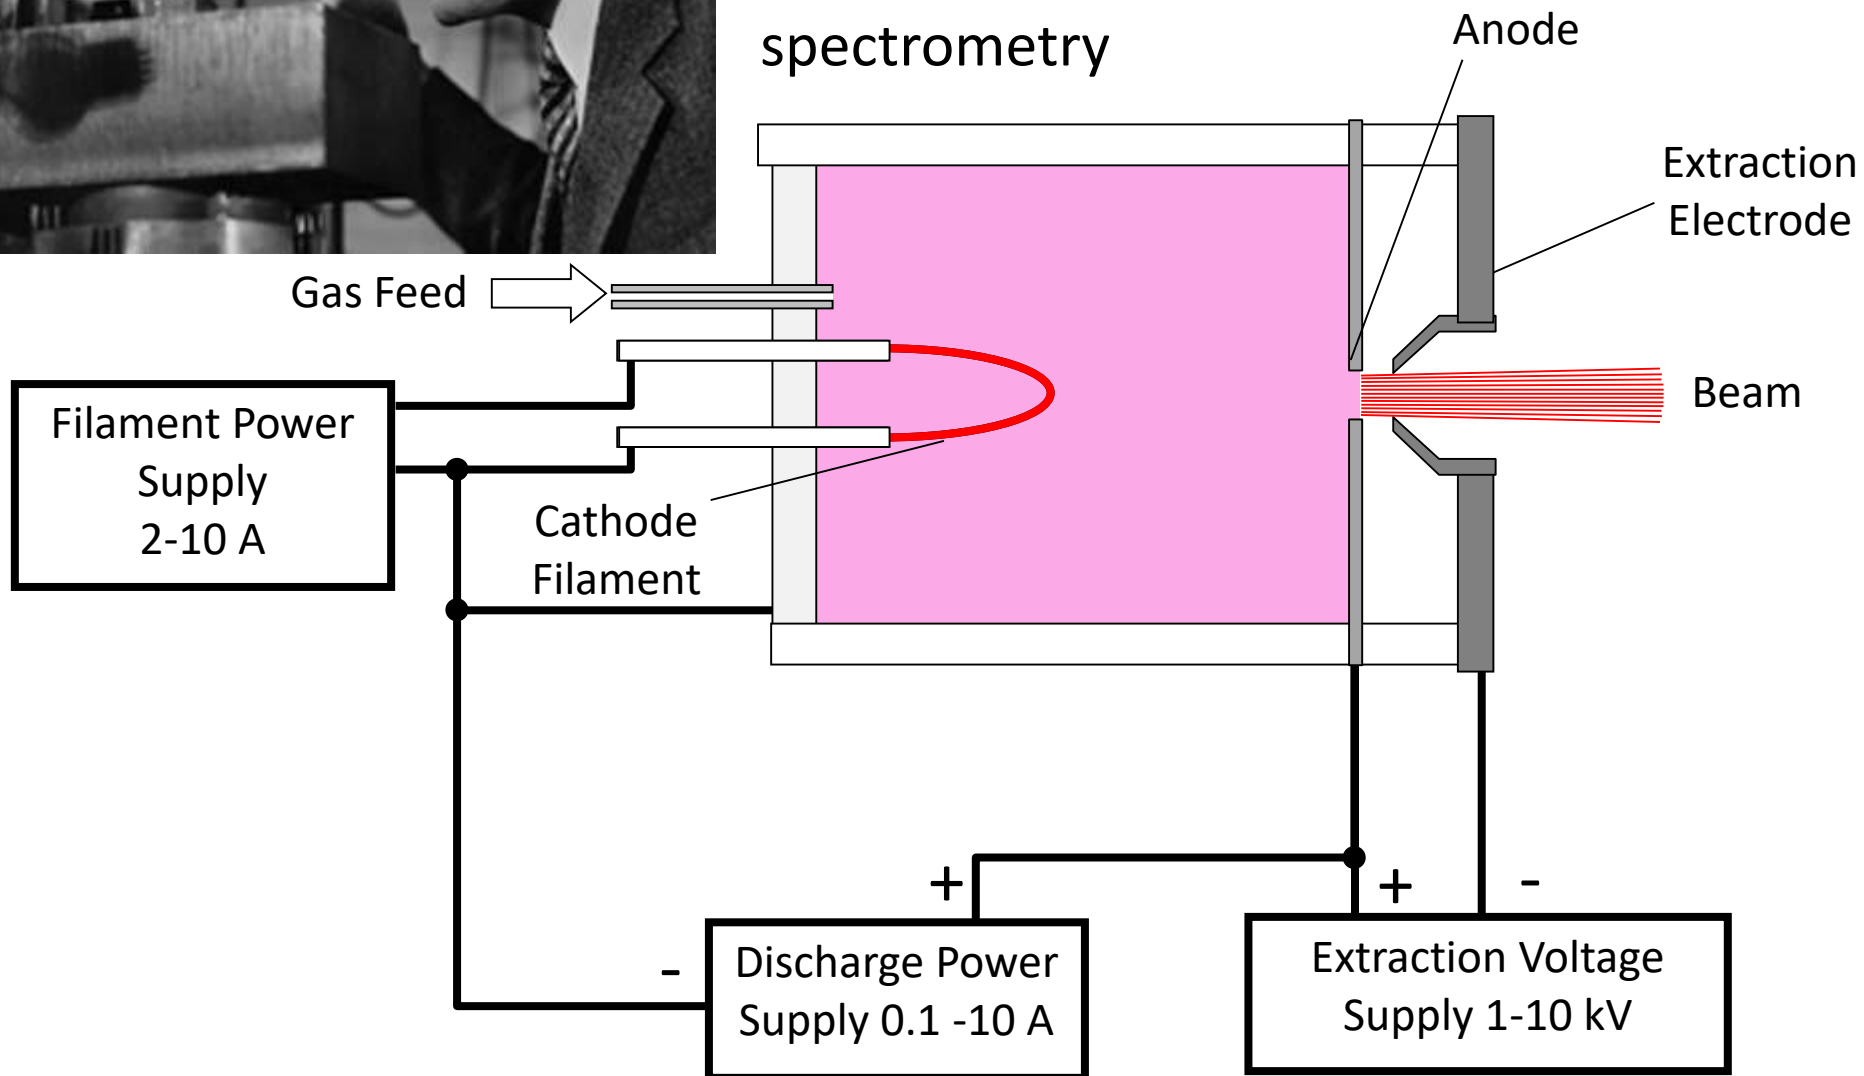 spectrometry
Anode
Extraction
Electrode
Gas Feed
Beam
Filament Power
Supply
2-10 A
Cathode
Filament
+
+
-
-
Discharge Power
Supply 0.1 -10 A
Extraction Voltage
Supply 1-10 kV